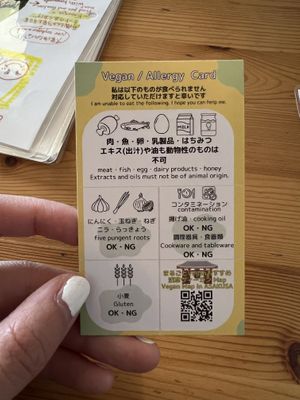 Vegan / Allergy Card
私は以下のものが食べられません
対応していただけますと幸いです
I am unable to eat the following. I hope you can help me.
肉・魚・卵・乳製品・はちみつ
エキス(出汁)や油も動物性のものは
不可
meat・fish・egg・dairy products・honey
Extracts and oils must not be of animal origin.
にんにく・玉ねぎ・ねぎ
ニラ・らっきょう
five pungent roots
OK・NG
コンタミネーション
contamination
揚げ油・cooking oil
OK・NG
調理器具・食器類
Cookware and tableware
OK・NG
小麦
Gluten
OK・NG
Map
Vegan Map in ASAKUSA